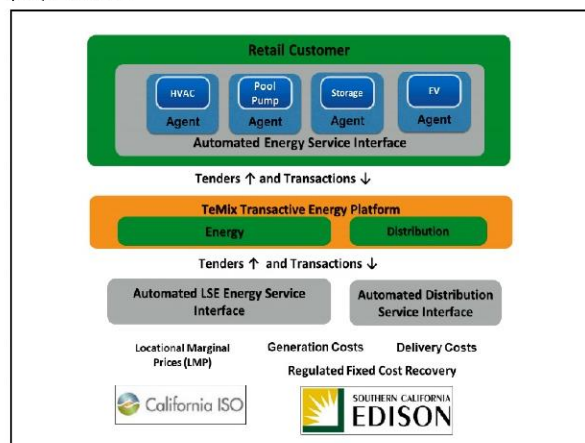 Retail Customer
HVAC
Pool
Pump
Storage
EV
Agent
Agent
Agent
Agent
Automated Energy Service Interface
Tenders ↑ and Transactions ↓
TeMix Transactive Energy Platform
Energy
Distribution
Tenders ↑ and Transactions ↓
Automated LSE Energy Service
Interface
Automated Distribution
Service Interface
Locational Marginal
Prices (LMP)
Generation Costs
Delivery Costs
Regulated Fixed Cost Recovery
California ISO
SOUTHERN CALIFORNIA
EDISON